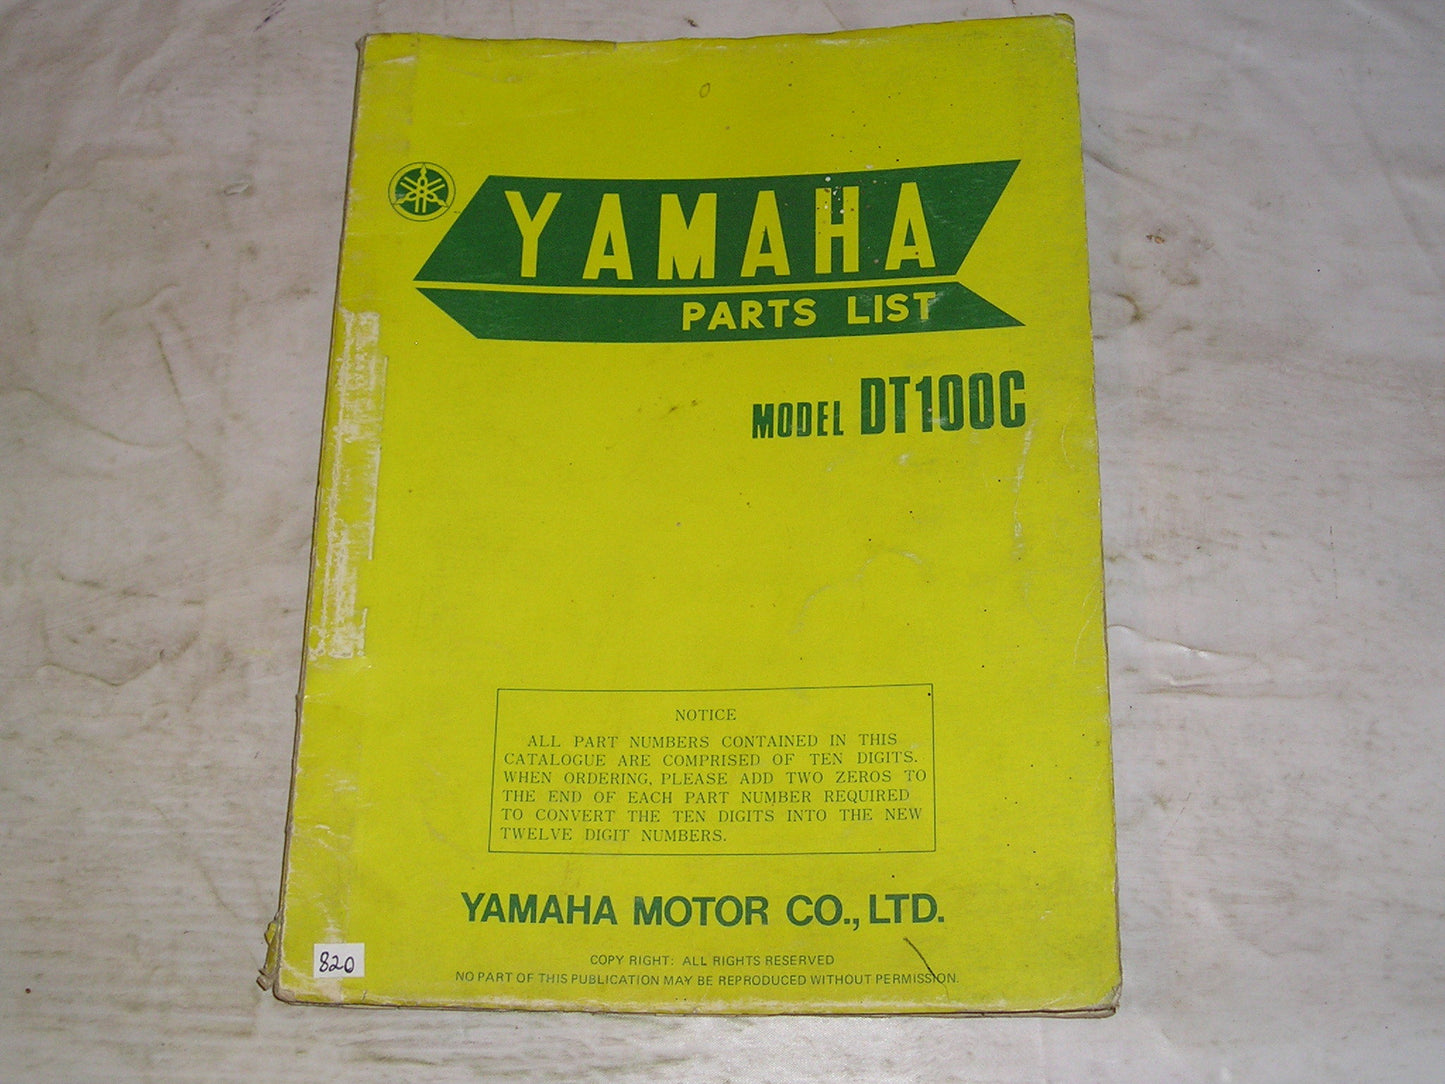 YAMAHA
PARTS LIST
MODEL DT100C
NOTICE
ALL PART NUMBERS CONTAINED IN THIS
CATALOGUE ARE COMPRISED OF TEN DIGITS.
WHEN ORDERING, PLEASE ADD TWO ZEROS TO
THE END OF EACH PART NUMBER REQUIRED
TO CONVERT THE TEN DIGITS INTO THE NEW
TWELVE DIGIT NUMBERS.
YAMAHA MOTOR CO., LTD.
820
COPY RIGHT: ALL RIGHTS RESERVED
NO PART OF THIS PUBLICATION MAY BE REPRODUCED WITHOUT PERMISSION.